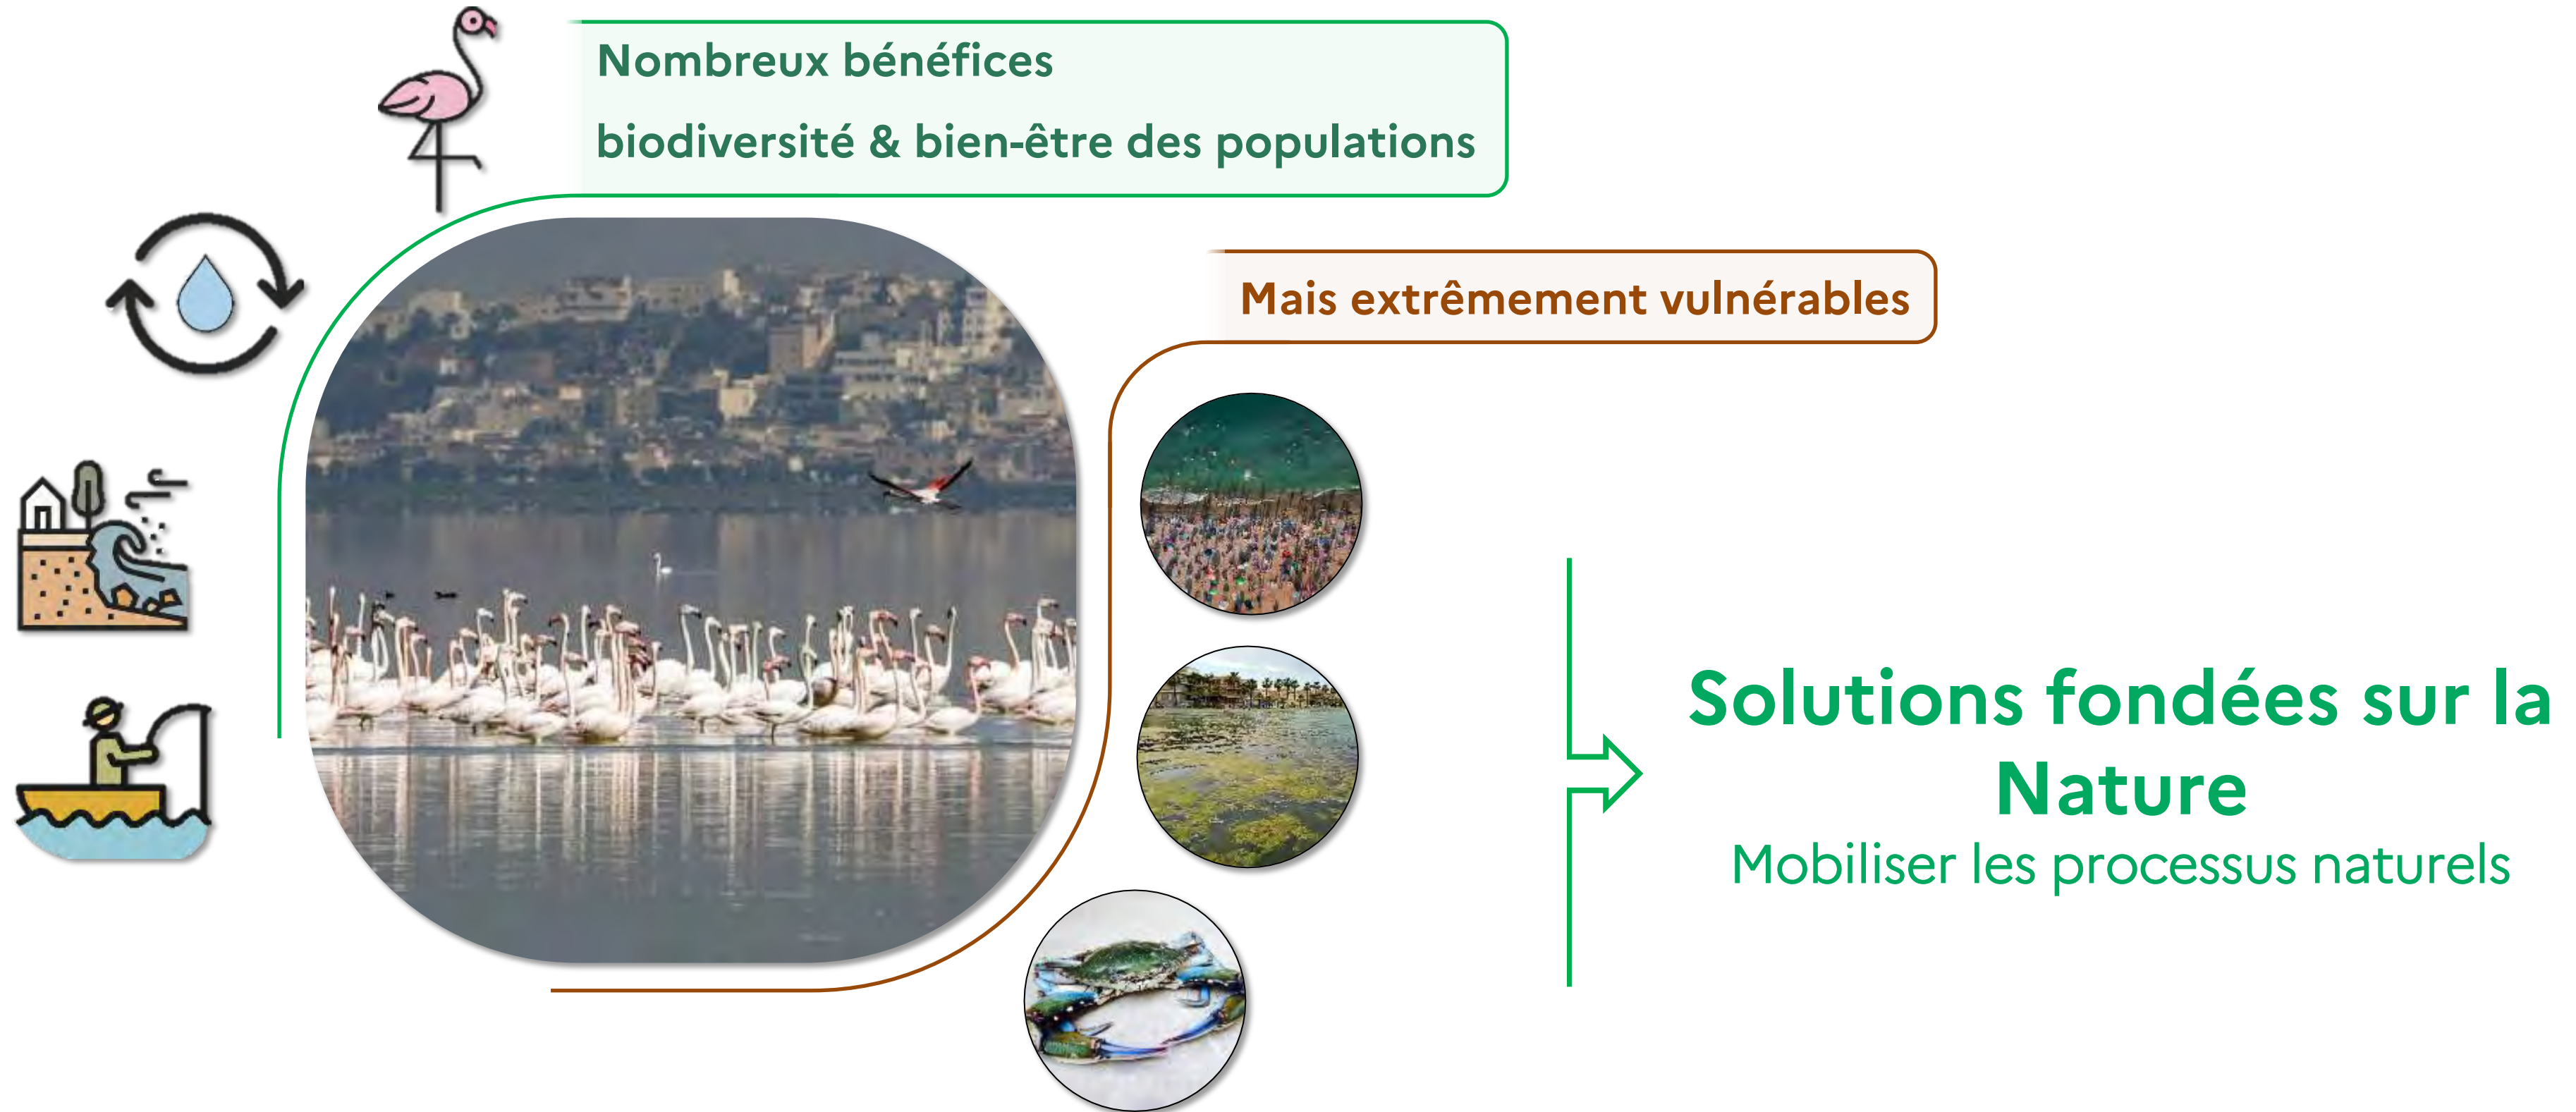 Nombreux bénéfices
biodiversité & bien-être des populations
Mais extrêmement vulnérables
Solutions fondées sur la
Nature
Mobiliser les processus naturels